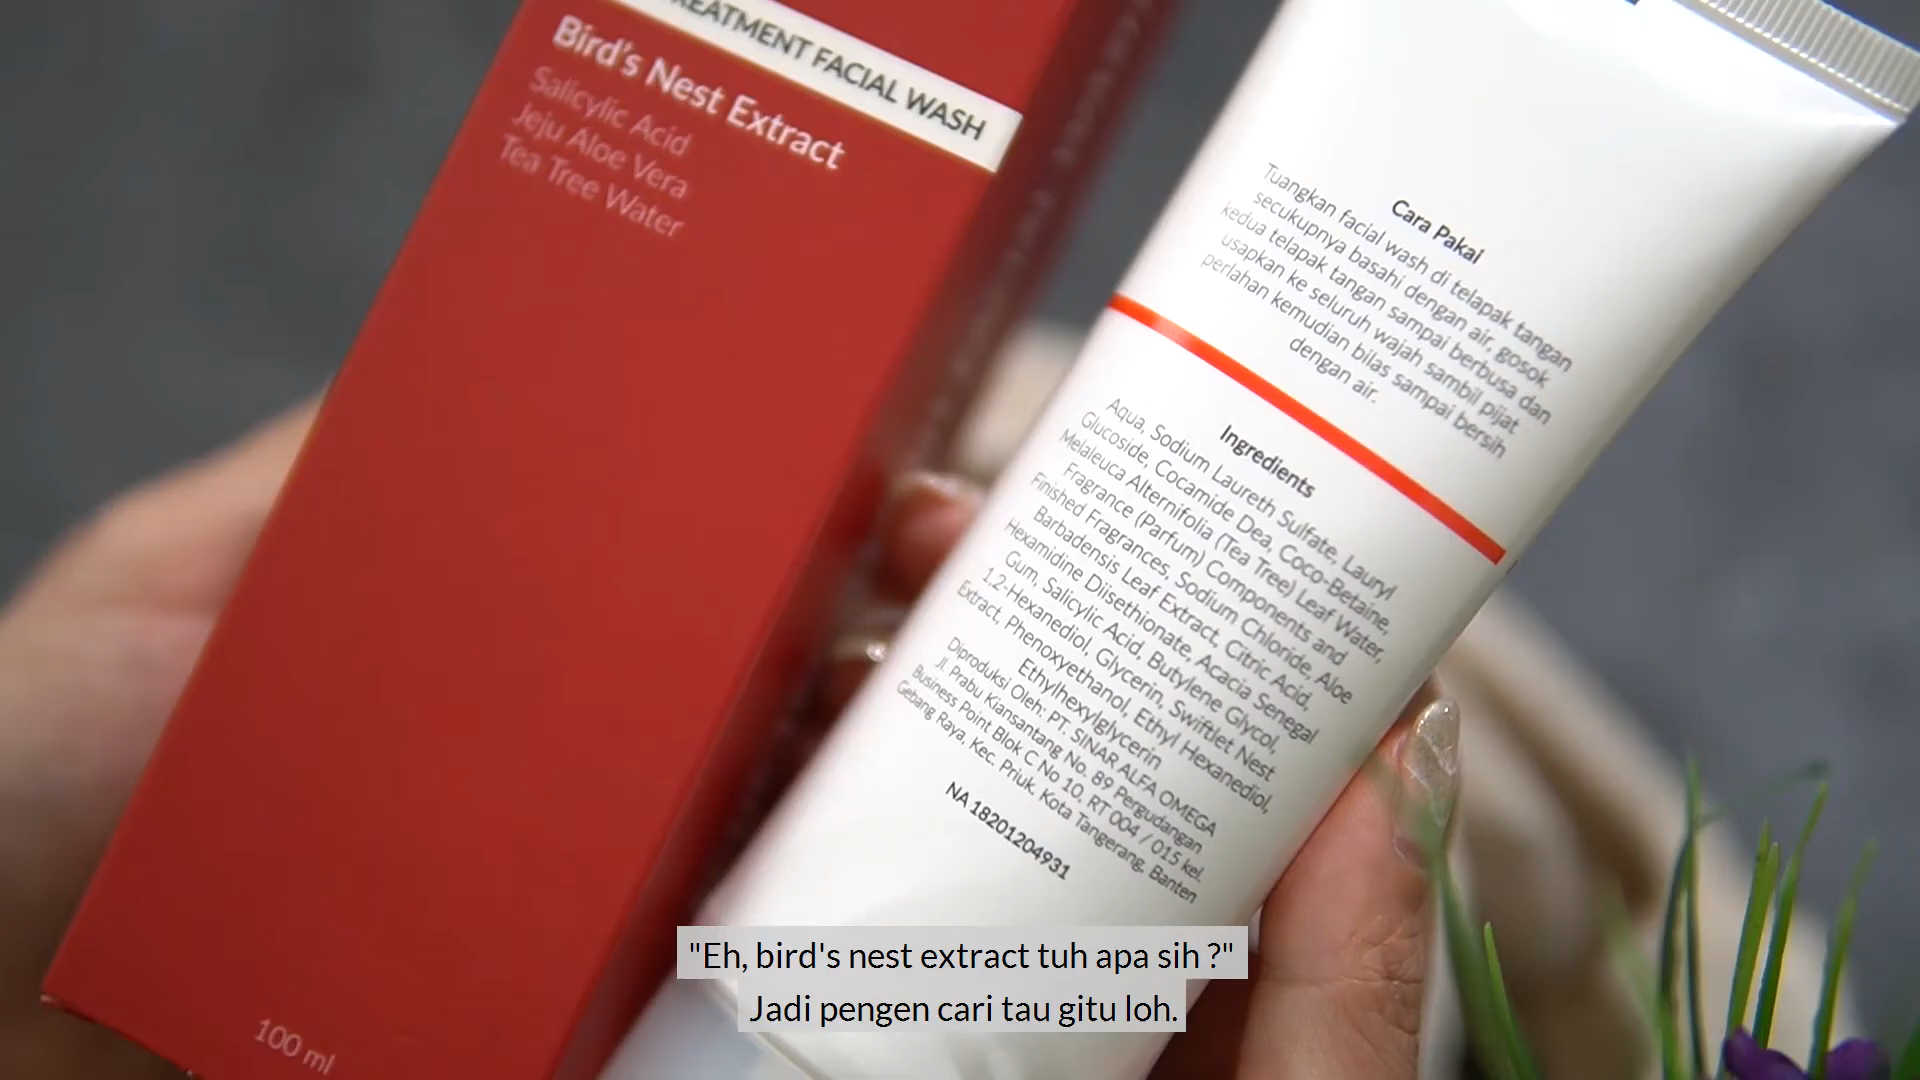 TREATMENT FACIAL WASH
Bird's Nest Extract
Salicylic Acid
Jeju Aloe Vera
Tea Tree Water
100 ml
Cara Pakai
Tuangkan facial wash di telapak tangan
secukupnya basahi dengan air, gosok
kedua telapak tangan sampai berbusa dan
usapkan ke seluruh wajah sambil pijat
perlahan kemudian bilas sampai bersih
dengan air.
Ingredients
Aqua, Sodium Laureth Sulfate, Lauryl
Glucoside, Cocamide Dea, Coco-Betaine,
Melaleuca Alternifolia (Tea Tree) Leaf Water,
Fragrance (Parfum) Components and
Finished Fragrances, Sodium Chloride, Aloe
Barbadensis Leaf Extract, Citric Acid,
Hexamidine Diisethionate, Acacia Senegal
Gum, Salicylic Acid, Butylene Glycol,
1,2-Hexanediol, Glycerin, Swiftlet Nest
Extract, Phenoxyethanol, Ethyl Hexanediol,
Ethylhexylglycerin
Diproduksi Oleh: PT. SINAR ALFA OMEGA
Jl. Prabu Kiansantang No. 89 Pergudangan
Business Point Blok C No 10, RT 004 / 015 kel.
Gebang Raya, Kec. Priuk. Kota Tangerang, Banten
NA 18201204931
"Eh, bird's nest extract tuh apa sih ?"
Jadi pengen cari tau gitu loh.